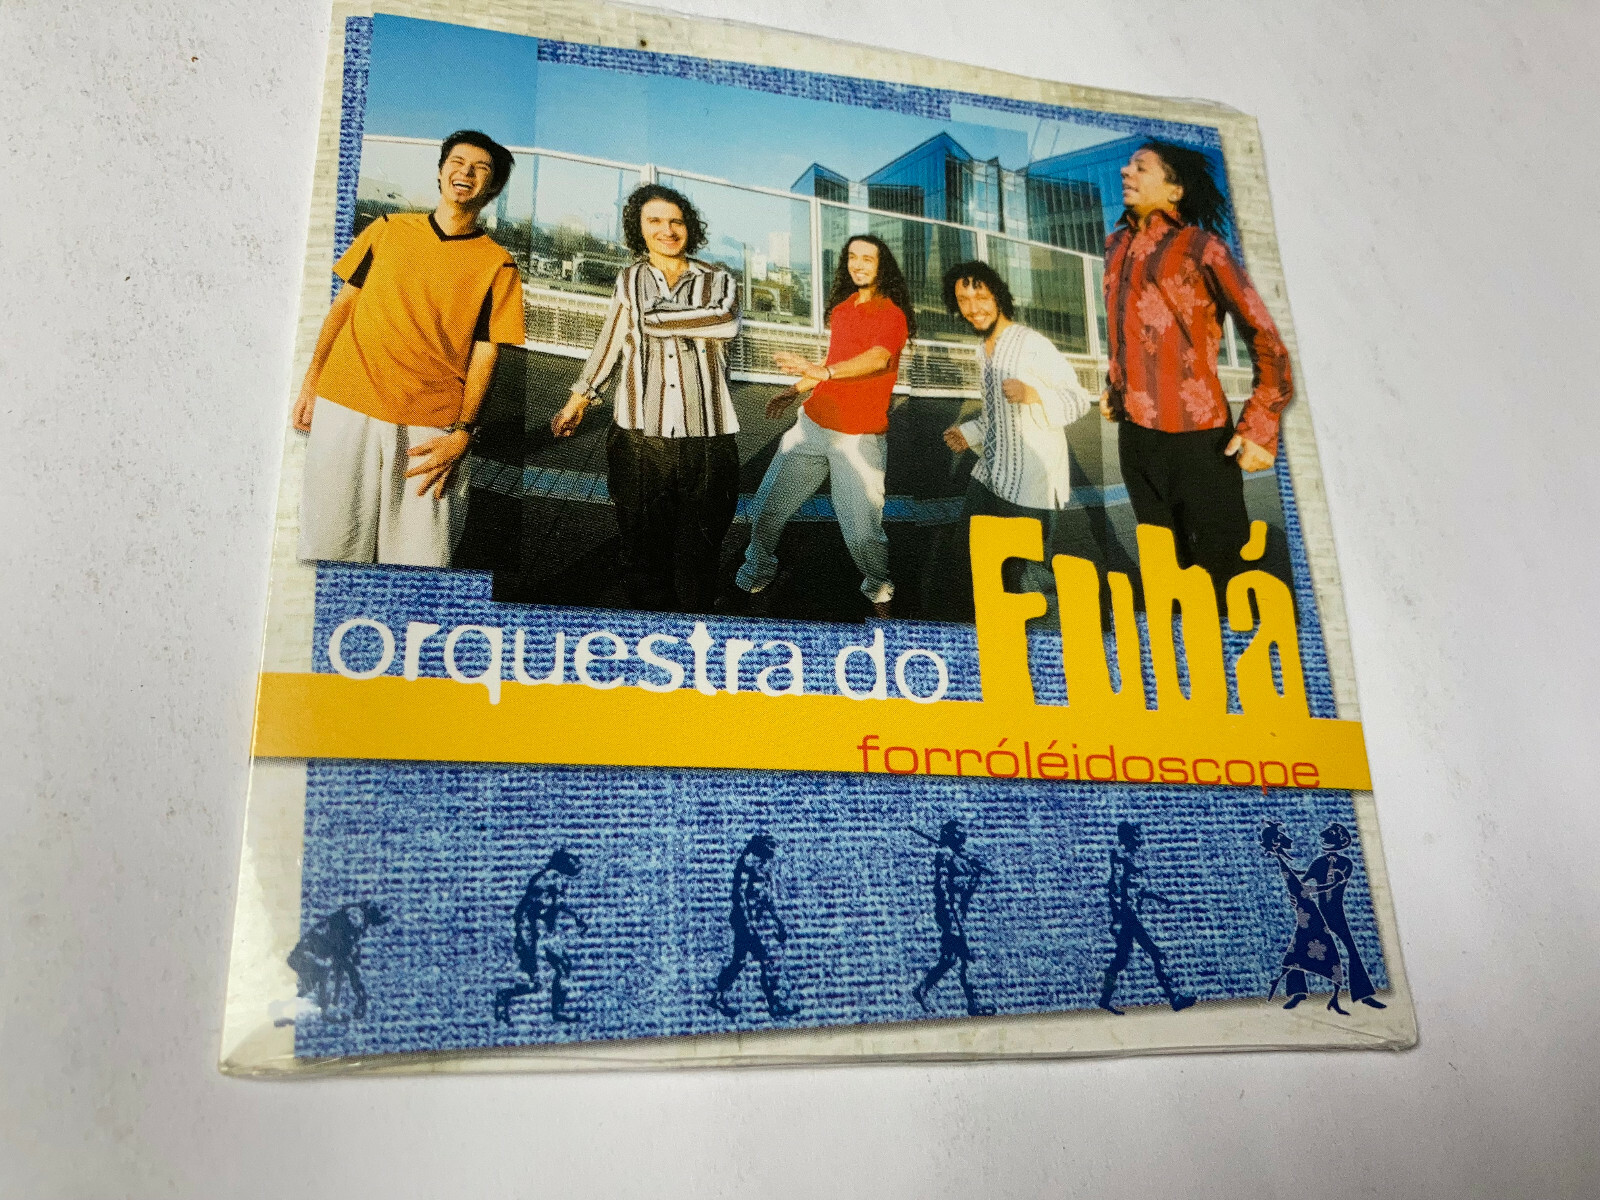 orquestra do Fubá
forróléidoscope